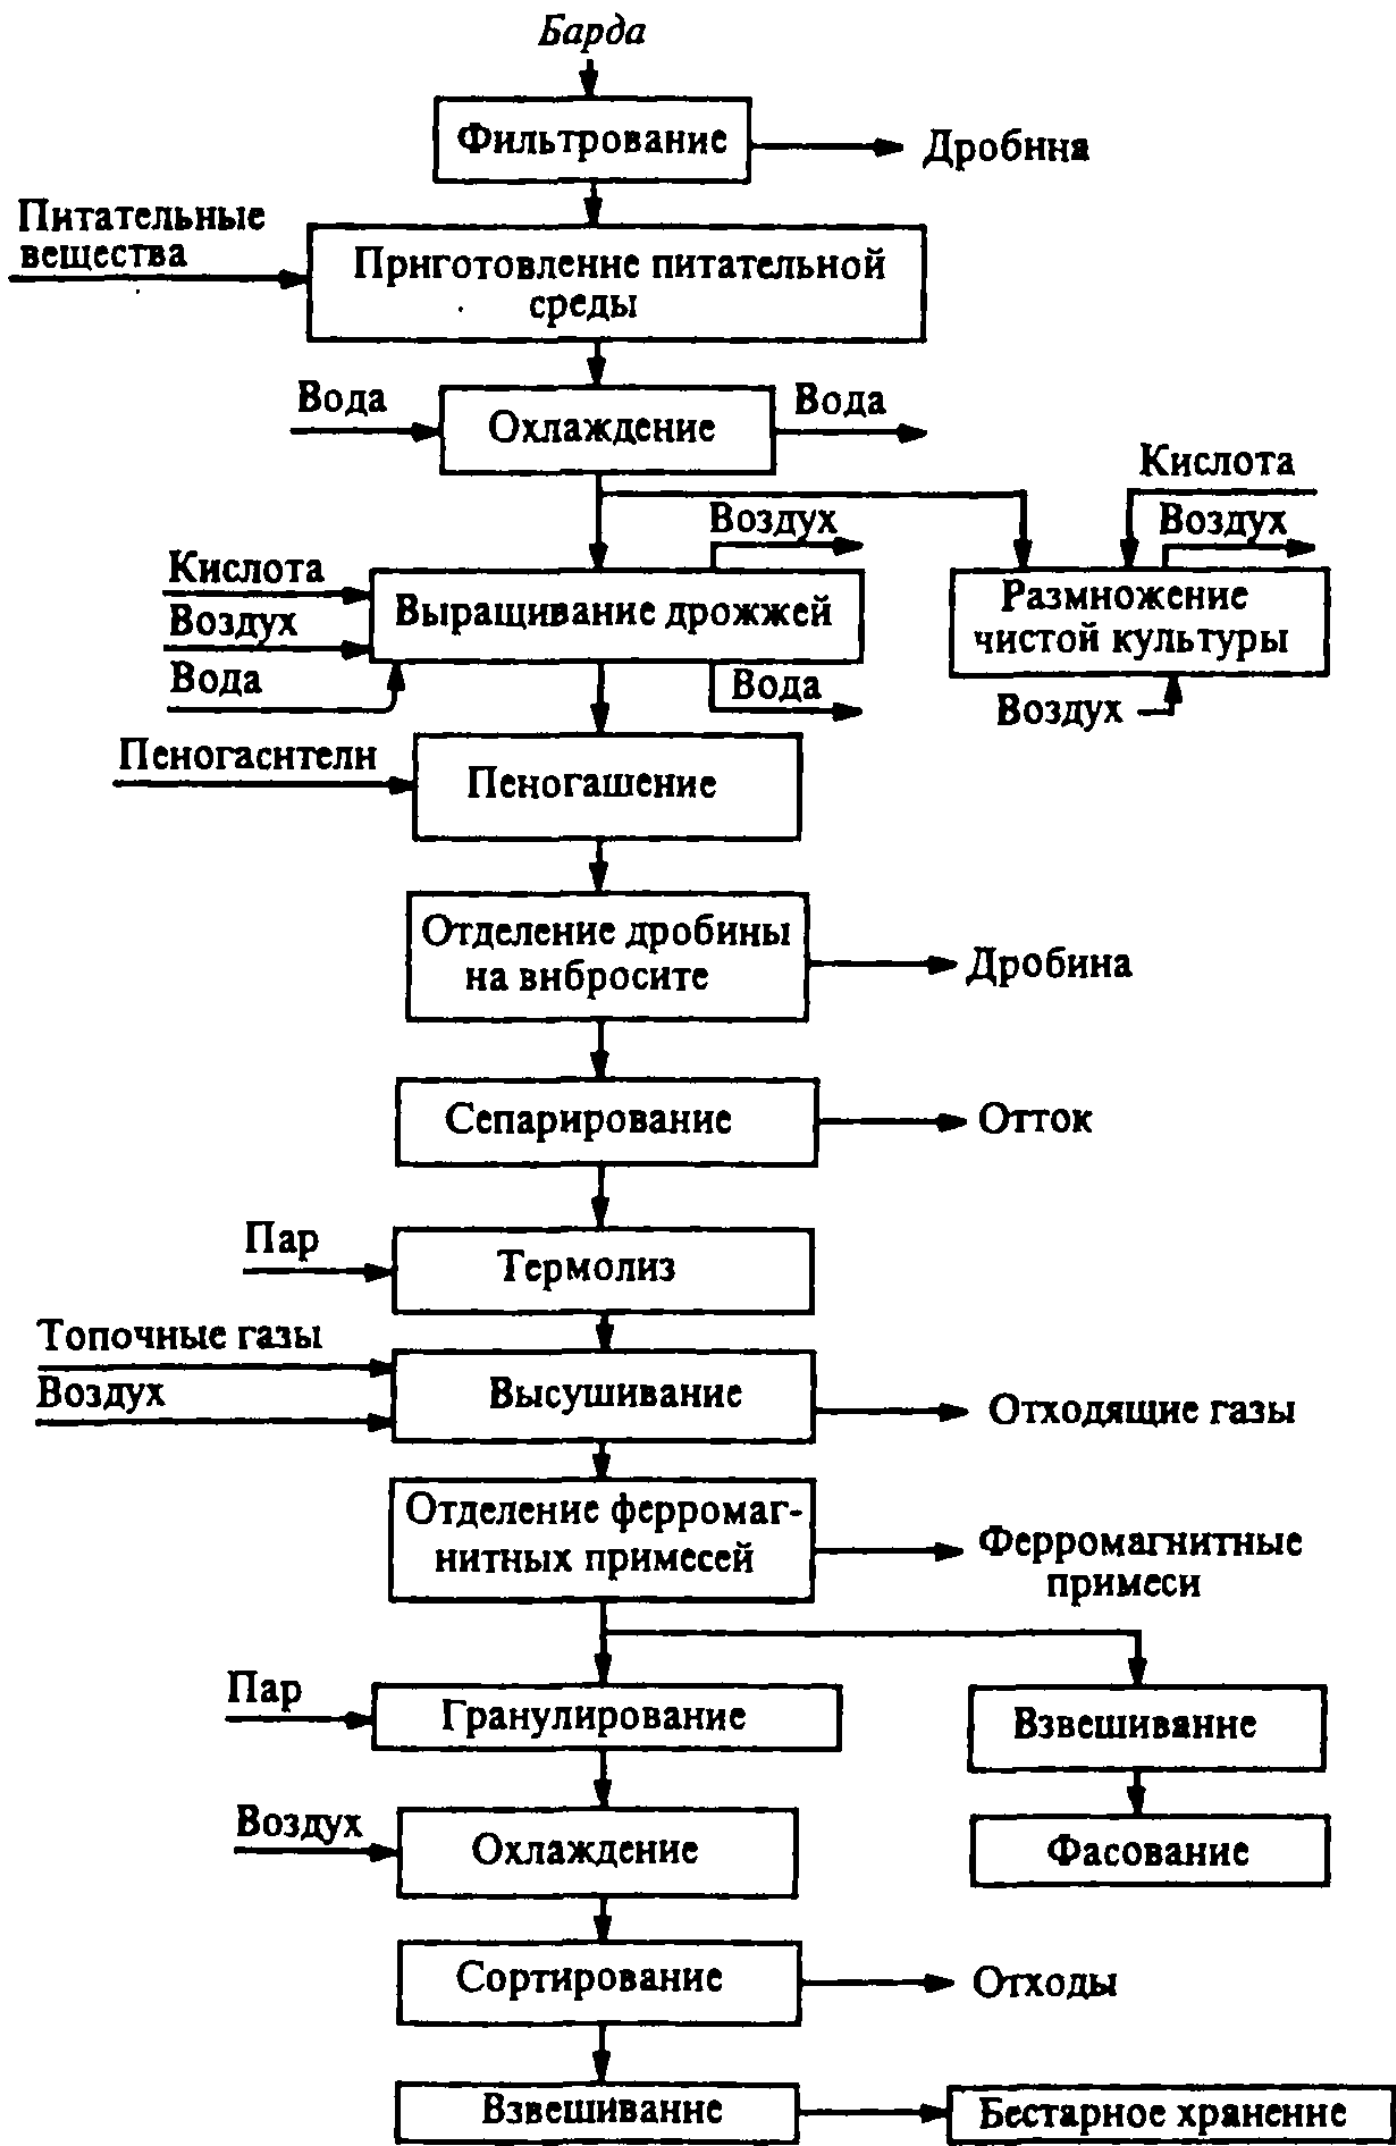 Барда
Фильтрование
Дробина
Питательные
вещества
Приготовление питательной
среды
Вода
Охлаждение
Вода
Кислота
Воздух
Воздух
Кислота
Воздух
Вода
Выращивание дрожжей
Вода
Размножение
чистой культуры
Воздух
Пеногасители
Пеногашение
Отделение дробины
на вибросите
Дробина
Сепарирование
Отток
Пар
Термолиз
Топочные газы
Воздух
Высушивание
Отходящие газы
Отделение ферромаг-
нитных примесей
Ферромагнитные
примеси
Пар
Гранулирование
Взвешивание
Воздух
Охлаждение
Фасование
Сортирование
Отходы
Взвешивание
Бестарное хранение